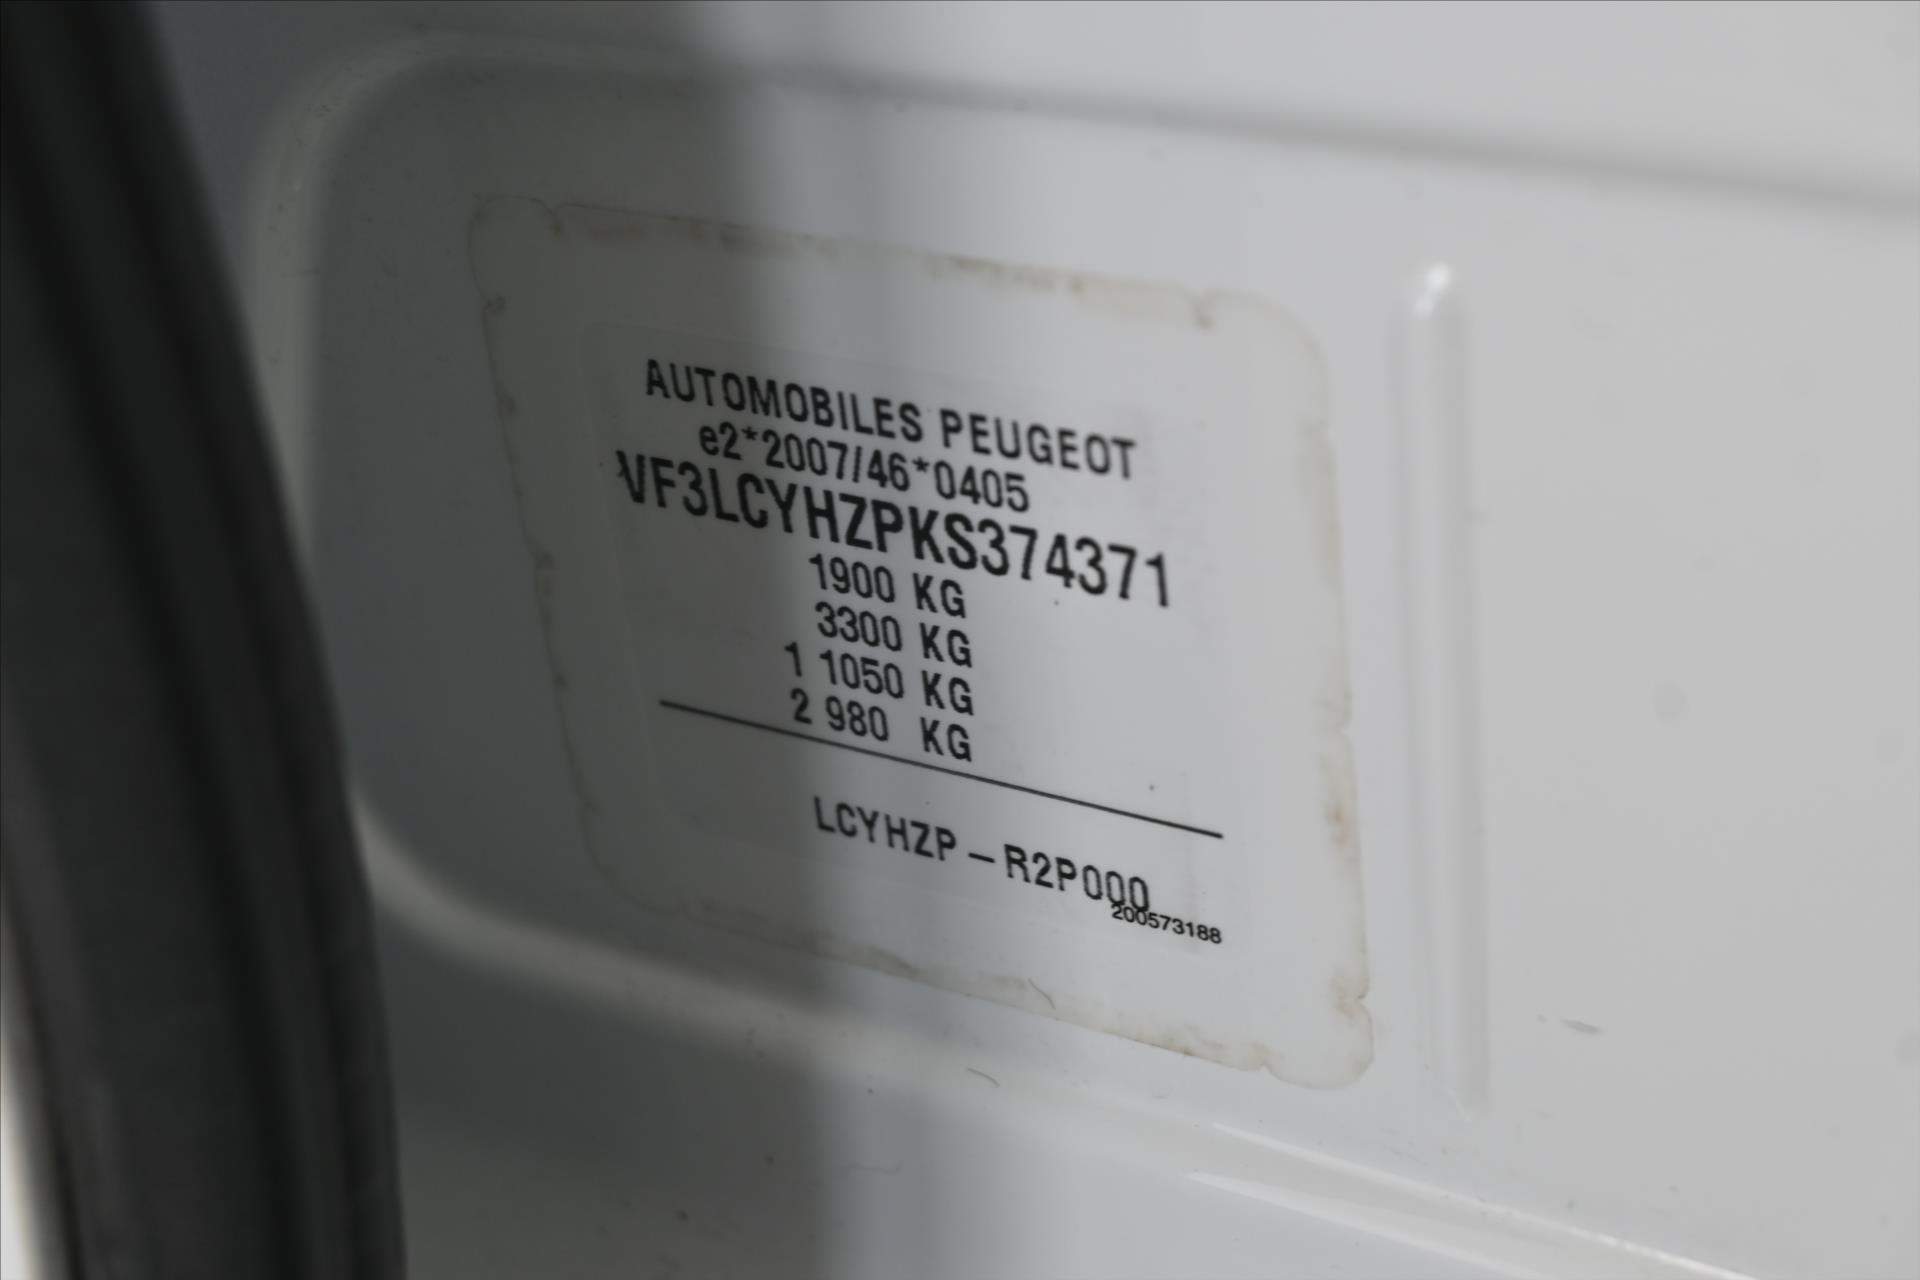 AUTOMOBILES PEUGEOT
e2*2007/46*0405
VF3LCYHZPKS374371
1900 KG
3300 KG
1 1050 KG
2 980 KG
LCYHZP – R2P000
200573188